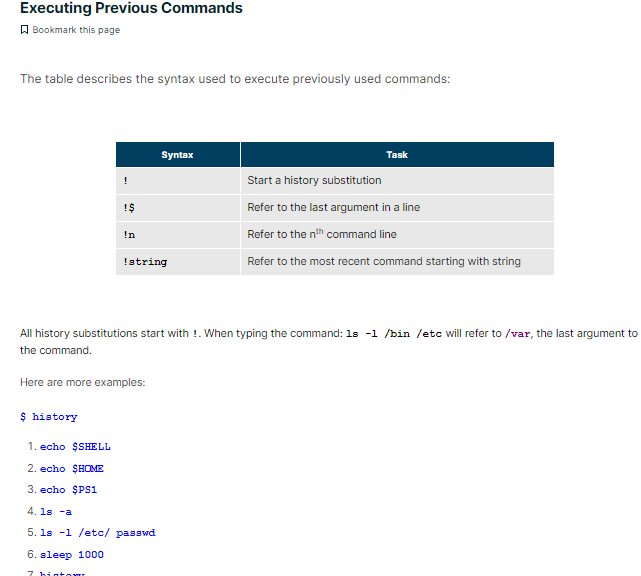 Executing Previous Commands
Bookmark this page
The table describes the syntax used to execute previously used commands:
Syntax Task
! Start a history substitution
!$ Refer to the last argument in a line
!n Refer to the nth command line
!string Refer to the most recent command starting with string
All history substitutions start with !. When typing the command: ls -l /bin /etc will refer to /var, the last argument to
the command.
Here are more examples:
$ history
1. echo $SHELL
2. echo $HOME
3. echo $PS1
4. ls -a
5. ls -l /etc/ passwd
6. sleep 1000
7. history